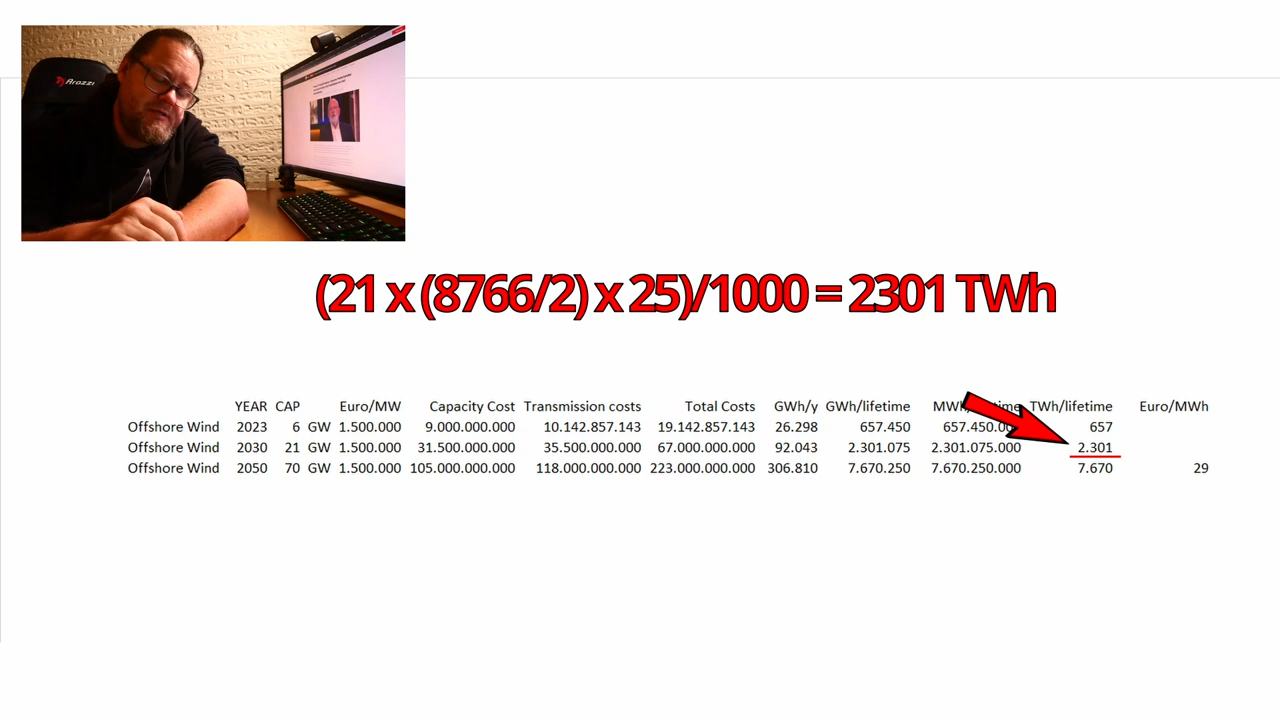 Arozzi
(21 x (8766/2) x 25)/1000 = 2301 TWh
YEAR CAP Euro/MW Capacity Cost Transmission costs Total Costs GWh/y GWh/lifetime TWh/lifetime Euro/MWh
Offshore Wind 2023 6 GW 1.500.000 9.000.000.000 10.142.857.143 19.142.857.143 26.298 657.450 657
Offshore Wind 2030 21 GW 1.500.000 31.500.000.000 35.500.000.000 67.000.000.000 92.043 2.301.075 2.301.075.000 2.301
Offshore Wind 2050 70 GW 1.500.000 105.000.000.000 118.000.000.000 223.000.000.000 306.810 7.670.250 7.670.250.000 7.670 29